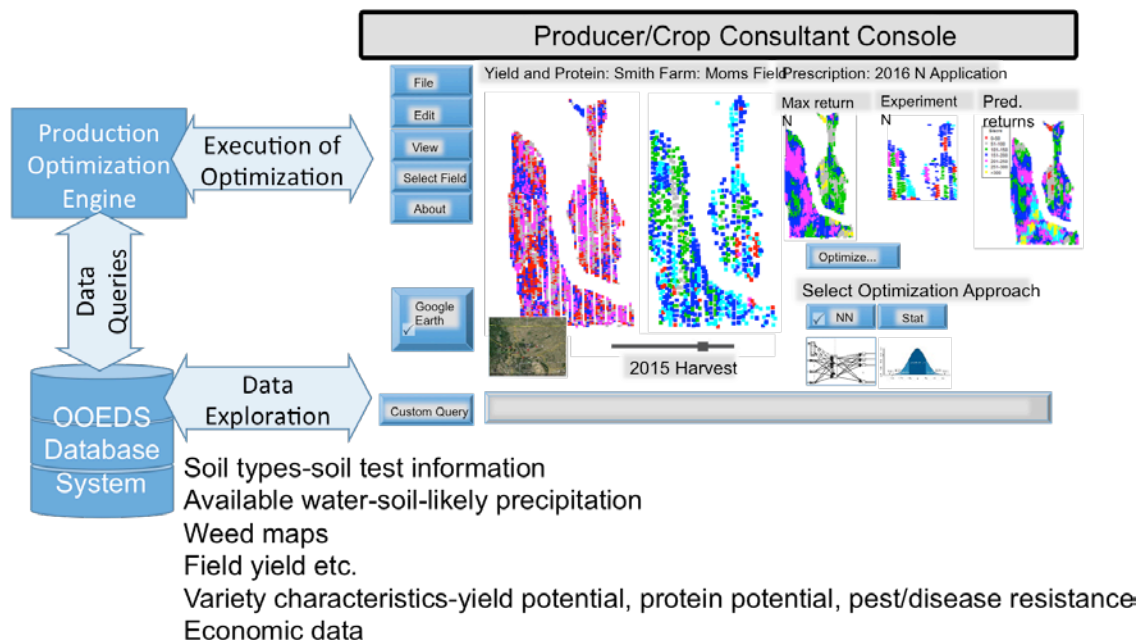 Producer/Crop Consultant Console
File
Edit
View
Select Field
About
Yield and Protein: Smith Farm: Moms Field
Prescription: 2016 N Application
Max return
N
Experiment
N
Pred.
returns
Production
Optimization
Engine
Execution of
Optimization
Optimize...
Data
Queries
Google
Earth
Select Optimization Approach
NN
Stat
2015 Harvest
OOEDS
Database
System
Data
Exploration
Custom Query
Soil types-soil test information
Available water-soil-likely precipitation
Weed maps
Field yield etc.
Variety characteristics-yield potential, protein potential, pest/disease resistance
Economic data